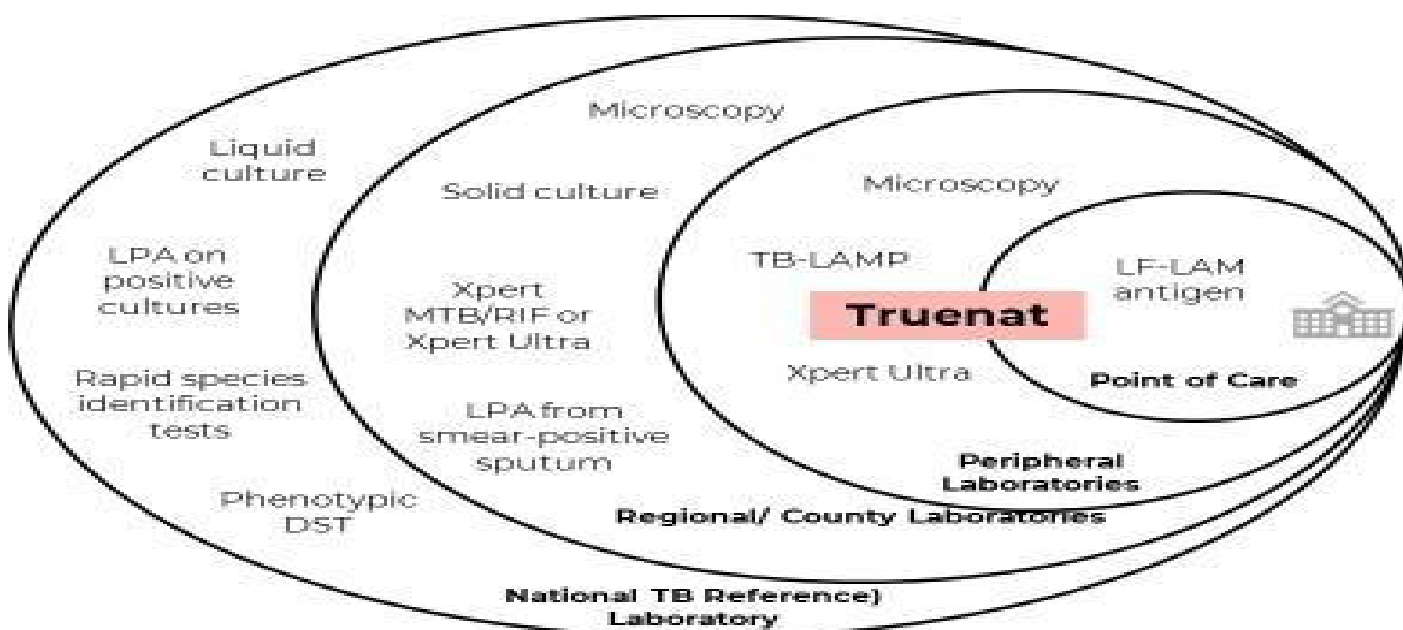 Liquid
culture
LPA on
positive
cultures
Rapid species
identification
tests
Phenotypic
DST
National TB Reference)
Laboratory
Microscopy
Solid culture
Xpert
MTB/RIF or
Xpert Ultra
LPA from
smear-positive
sputum
Regional/ County Laboratories
Microscopy
TB-LAMP
Truenat
Xpert Ultra
Peripheral
Laboratories
LF-LAM
antigen
Point of Care